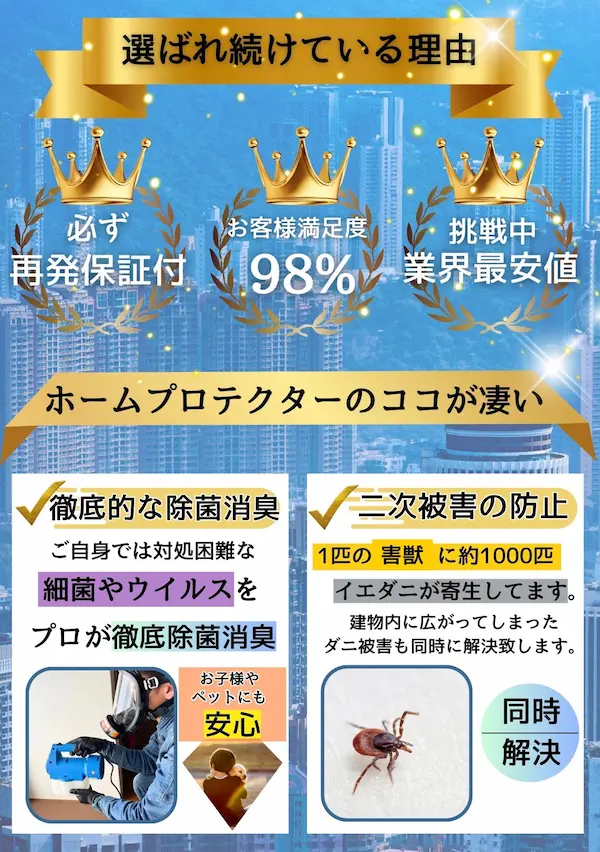 選ばれ続けている理由
必ず
再発保証付
お客様満足度
98%
挑戦中
業界最安値
ホームプロテクターのココが凄い
徹底的な除菌消臭
ご自身では対処困難な
細菌やウイルスを
プロが徹底除菌消臭
お子様や
ペットにも
安心
二次被害の防止
1匹の 害獣 に約1000匹
イエダニが寄生してます。
建物内に広がってしまった
ダニ被害も同時に解決致します。
同時
解決